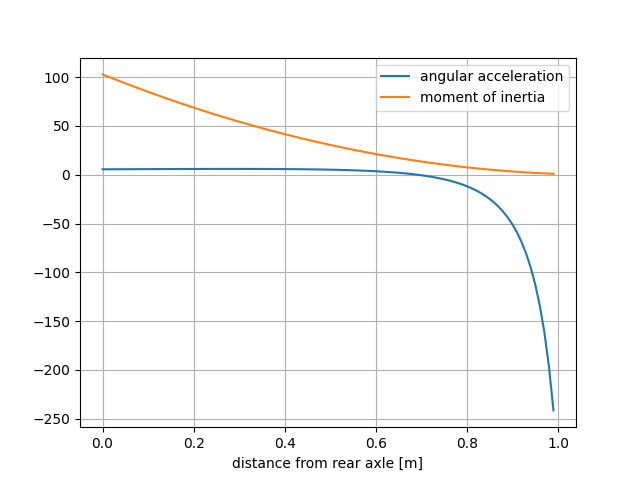 angular acceleration
moment of inertia
100
50
0
−50
−100
−150
−200
−250
0.0 0.2 0.4 0.6 0.8 1.0
distance from rear axle [m]